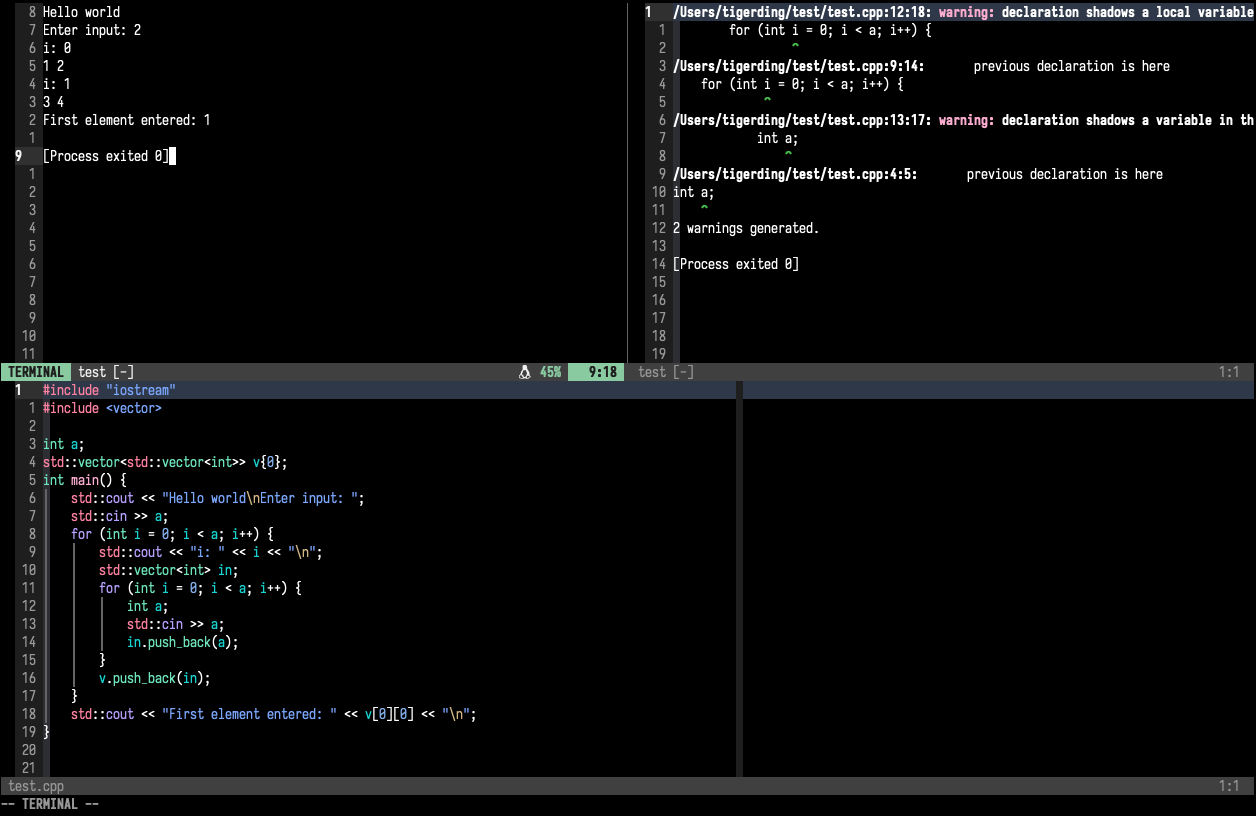 8 Hello world
7 Enter input: 2
6 i: 0
5 1 2
4 i: 1
3 3 4
2 First element entered: 1
1
9 [Process exited 0]
1
2
3
4
5
6
7
8
9
10
11
TERMINAL test [-] 45% 9:18
1 /Users/tigerding/test/test.cpp:12:18: warning: declaration shadows a local variable
1 for (int i = 0; i < a; i++) {
2 ^
3 /Users/tigerding/test/test.cpp:9:14: previous declaration is here
4 for (int i = 0; i < a; i++) {
5 ^
6 /Users/tigerding/test/test.cpp:13:17: warning: declaration shadows a variable in th
7 int a;
8 ^
9 /Users/tigerding/test/test.cpp:4:5: previous declaration is here
10 int a;
11 ^
12 2 warnings generated.
13
14 [Process exited 0]
15
16
17
18
19
test [-] 1:1
1 #include "iostream"
1 #include <vector>
2
3 int a;
4 std::vector<std::vector<int>> v{0};
5 int main() {
6 std::cout << "Hello world\nEnter input: ";
7 std::cin >> a;
8 for (int i = 0; i < a; i++) {
9 std::cout << "i: " << i << "\n";
10 std::vector<int> in;
11 for (int i = 0; i < a; i++) {
12 int a;
13 std::cin >> a;
14 in.push_back(a);
15 }
16 v.push_back(in);
17 }
18 std::cout << "First element entered: " << v[0][0] << "\n";
19 }
20
21
test.cpp 1:1
-- TERMINAL --